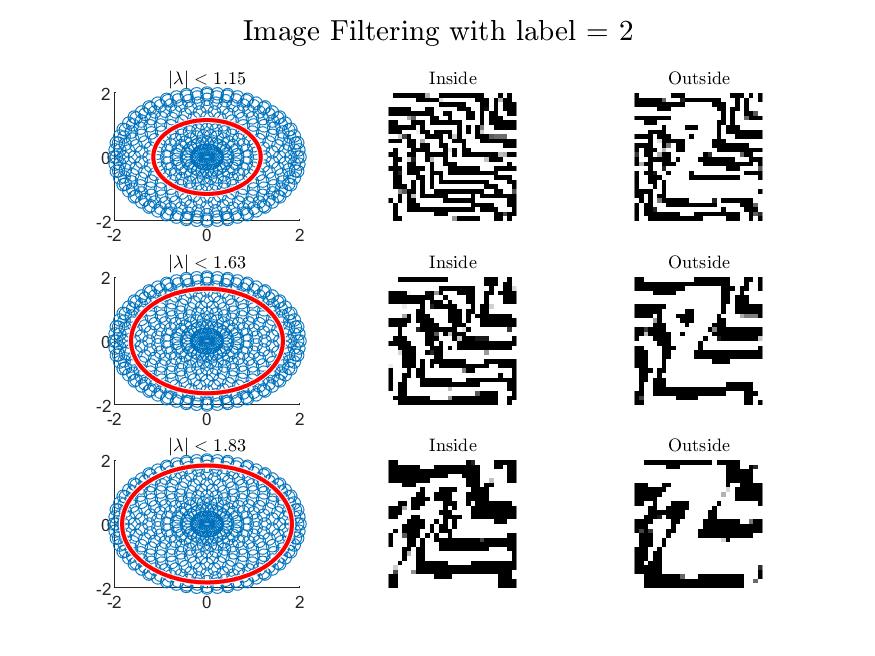 Image Filtering with label = 2
|λ| < 1.15
Inside
Outside
2
0
-2
-2 0 2
|λ| < 1.63
Inside
Outside
2
0
-2
-2 0 2
|λ| < 1.83
Inside
Outside
2
0
-2
-2 0 2